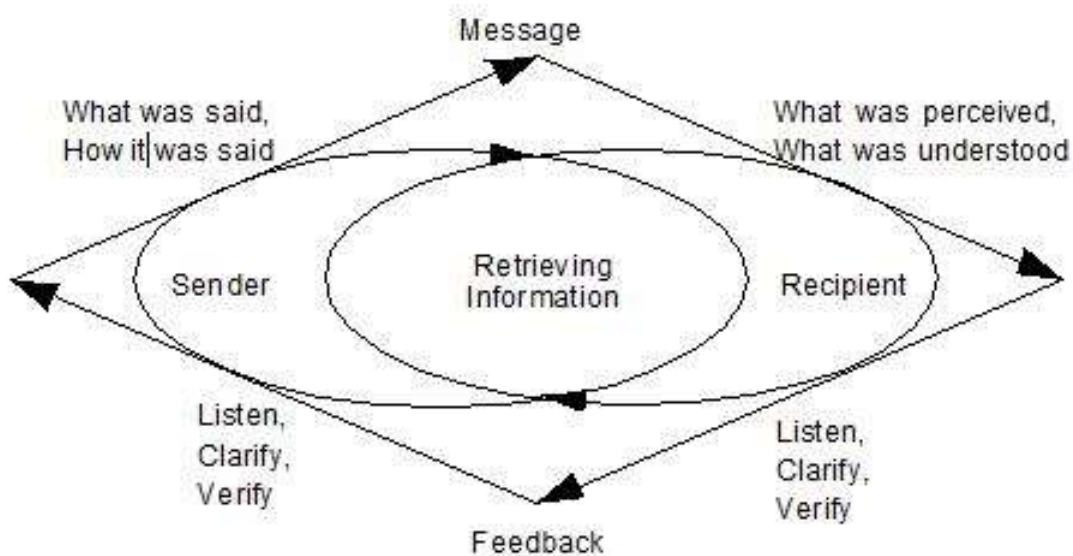 Message
What was said,
How it was said
What was perceived,
What was understood
Sender
Retrieving
Information
Recipient
Listen,
Clarify,
Verify
Listen,
Clarify,
Verify
Feedback